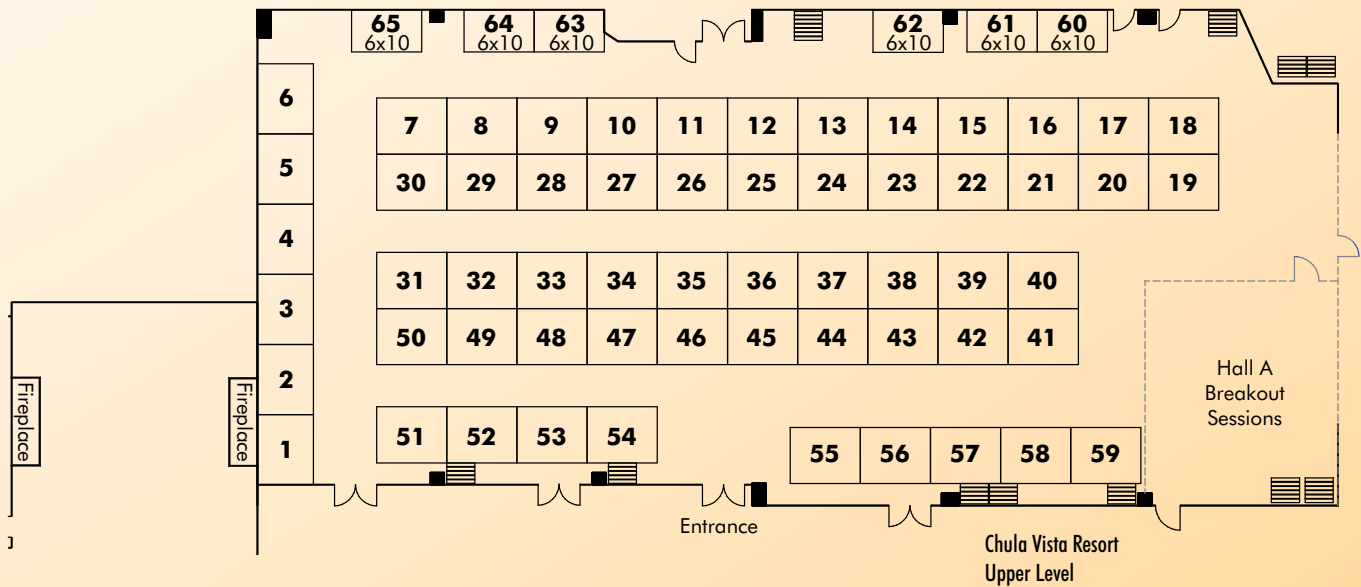 65 64 63 62 61 60
6x10 6x10 6x10 6x10 6x10 6x10
6
5
4
3
2
1
7 8 9 10 11 12 13 14 15 16 17 18
30 29 28 27 26 25 24 23 22 21 20 19
31 32 33 34 35 36 37 38 39 40
50 49 48 47 46 45 44 43 42 41
Fireplace
Fireplace
51 52 53 54
55 56 57 58 59
Hall A
Breakout
Sessions
Entrance
Chula Vista Resort
Upper Level